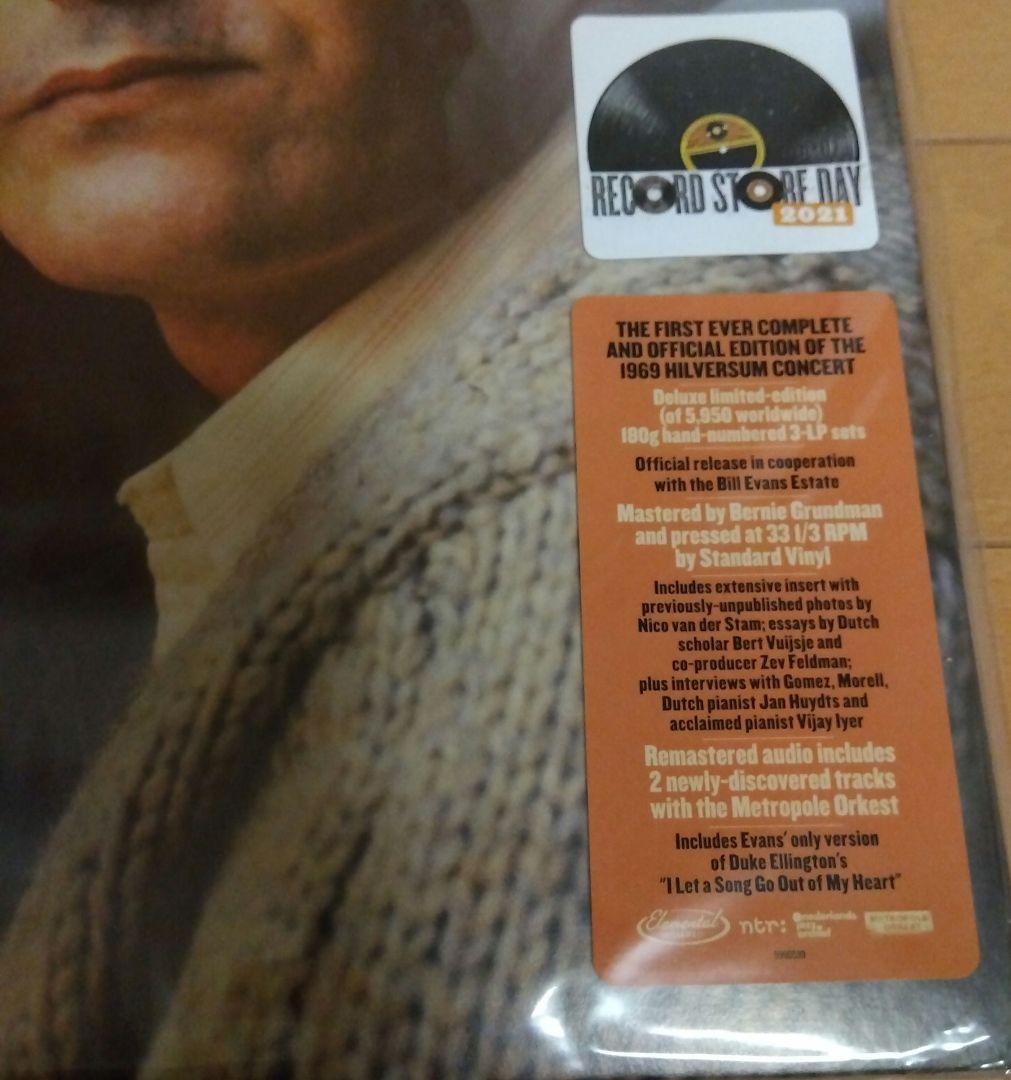 RECORD STORE DAY
2021
THE FIRST EVER COMPLETE
AND OFFICIAL EDITION OF THE
1969 HILVERSUM CONCERT
Deluxe limited-edition
(of 5,950 worldwide)
180g hand-numbered 3-LP sets
Official release in cooperation
with the Bill Evans Estate
Mastered by Bernie Grundman
and pressed at 33 1/3 RPM
by Standard Vinyl
Includes extensive insert with
previously-unpublished photos by
Nico van der Stam; essays by Dutch
scholar Bert Vuijsje and
co-producer Zev Feldman;
plus interviews with Gomez, Morell,
Dutch pianist Jan Huydts and
acclaimed pianist Vijay Iyer
Remastered audio includes
2 newly-discovered tracks
with the Metropole Orkest
Includes Evans' only version
of Duke Ellington's
"I Let a Song Go Out of My Heart"
Elemental
ntr:
nederlands
jazz
archief
METROPOLE
ORKEST